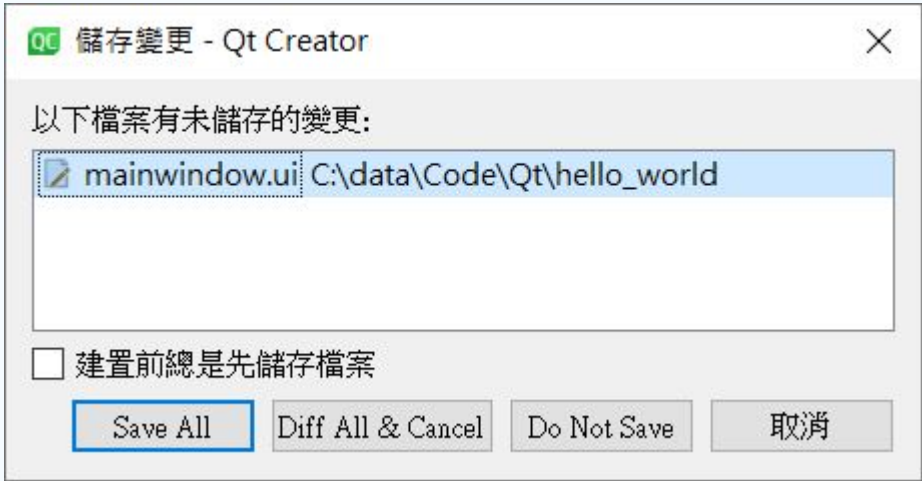 QC 儲存變更 - Qt Creator
以下檔案有未儲存的變更:
mainwindow.ui C:\data\Code\Qt\hello_world
建置前總是先儲存檔案
Save All Diff All & Cancel Do Not Save 取消